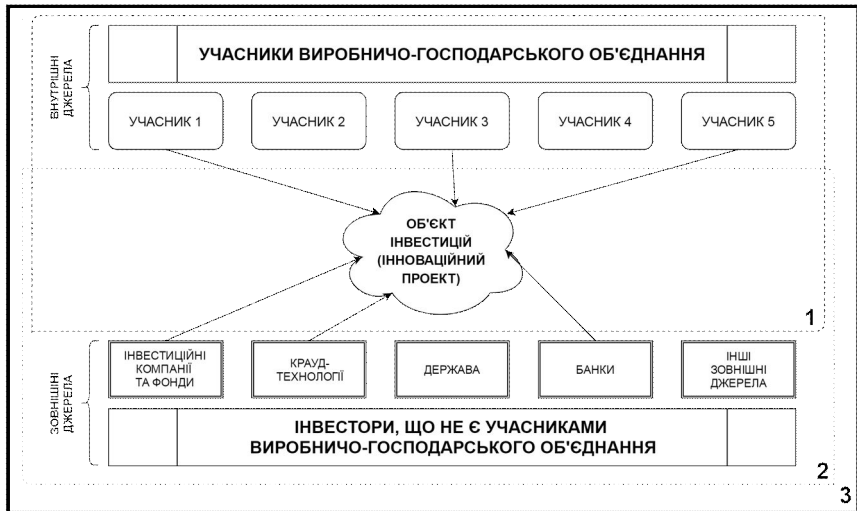 ВНУТРІШНІ
ДЖЕРЕЛА
УЧАСНИКИ ВИРОБНИЧО-ГОСПОДАРСЬКОГО ОБ'ЄДНАННЯ
УЧАСНИК 1
УЧАСНИК 2
УЧАСНИК 3
УЧАСНИК 4
УЧАСНИК 5
ОБ'ЄКТ
ІНВЕСТИЦІЙ
(ІННОВАЦІЙНИЙ
ПРОЕКТ)
1
ЗОВНІШНІ
ДЖЕРЕЛА
ІНВЕСТИЦІЙНІ
КОМПАНІЇ
ТА ФОНДИ
КРАУД-
ТЕХНОЛОГІЇ
ДЕРЖАВА
БАНКИ
ІНШІ
ЗОВНІШНІ
ДЖЕРЕЛА
ІНВЕСТОРИ, ЩО НЕ Є УЧАСНИКАМИ
ВИРОБНИЧО-ГОСПОДАРСЬКОГО ОБ'ЄДНАННЯ
2
3